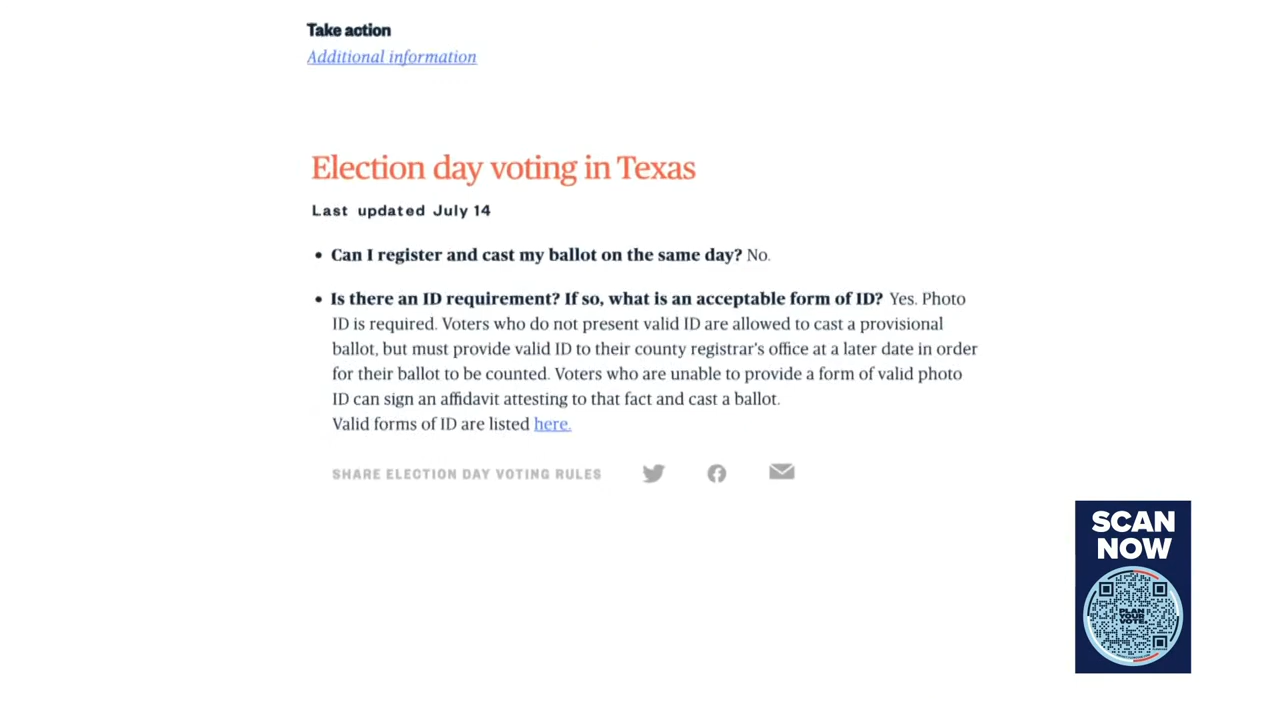 Take action
Additional information
Election day voting in Texas
Last updated July 14
• Can I register and cast my ballot on the same day? No.
• Is there an ID requirement? If so, what is an acceptable form of ID? Yes. Photo
ID is required. Voters who do not present valid ID are allowed to cast a provisional
ballot, but must provide valid ID to their county registrar's office at a later date in order
for their ballot to be counted. Voters who are unable to provide a form of valid photo
ID can sign an affidavit attesting to that fact and cast a ballot.
Valid forms of ID are listed here.
SHARE ELECTION DAY VOTING RULES
SCAN
NOW
PLAN
YOUR
VOTE.